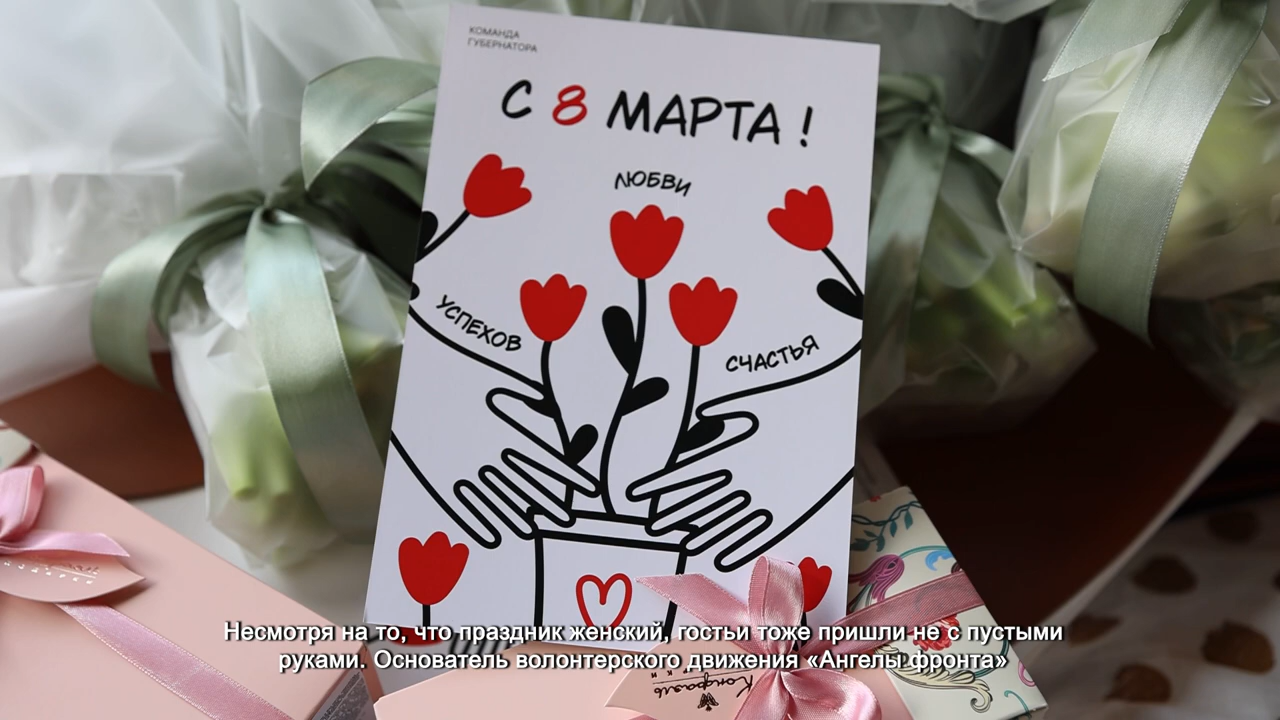 КОМАНДА
ГУБЕРНАТОРА
С 8 МАРТА !
ЛЮБВИ
УСПЕХОВ
СЧАСТЬЯ
Несмотря на то, что праздник женский, гостьи тоже пришли не с пустыми
руками. Основатель волонтерского движения «Ангелы фронта»